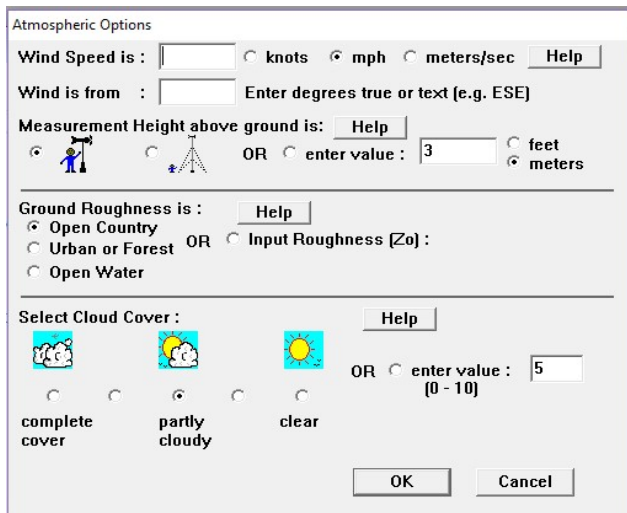 Atmospheric Options
Wind Speed is : knots mph meters/sec Help
Wind is from : Enter degrees true or text (e.g. ESE)
Measurement Height above ground is: Help
OR enter value : 3 feet
meters
Ground Roughness is : Help
Open Country
Urban or Forest OR Input Roughness (Zo) :
Open Water
Select Cloud Cover : Help
OR enter value : 5
(0 - 10)
complete cover
partly cloudy
clear
OK Cancel